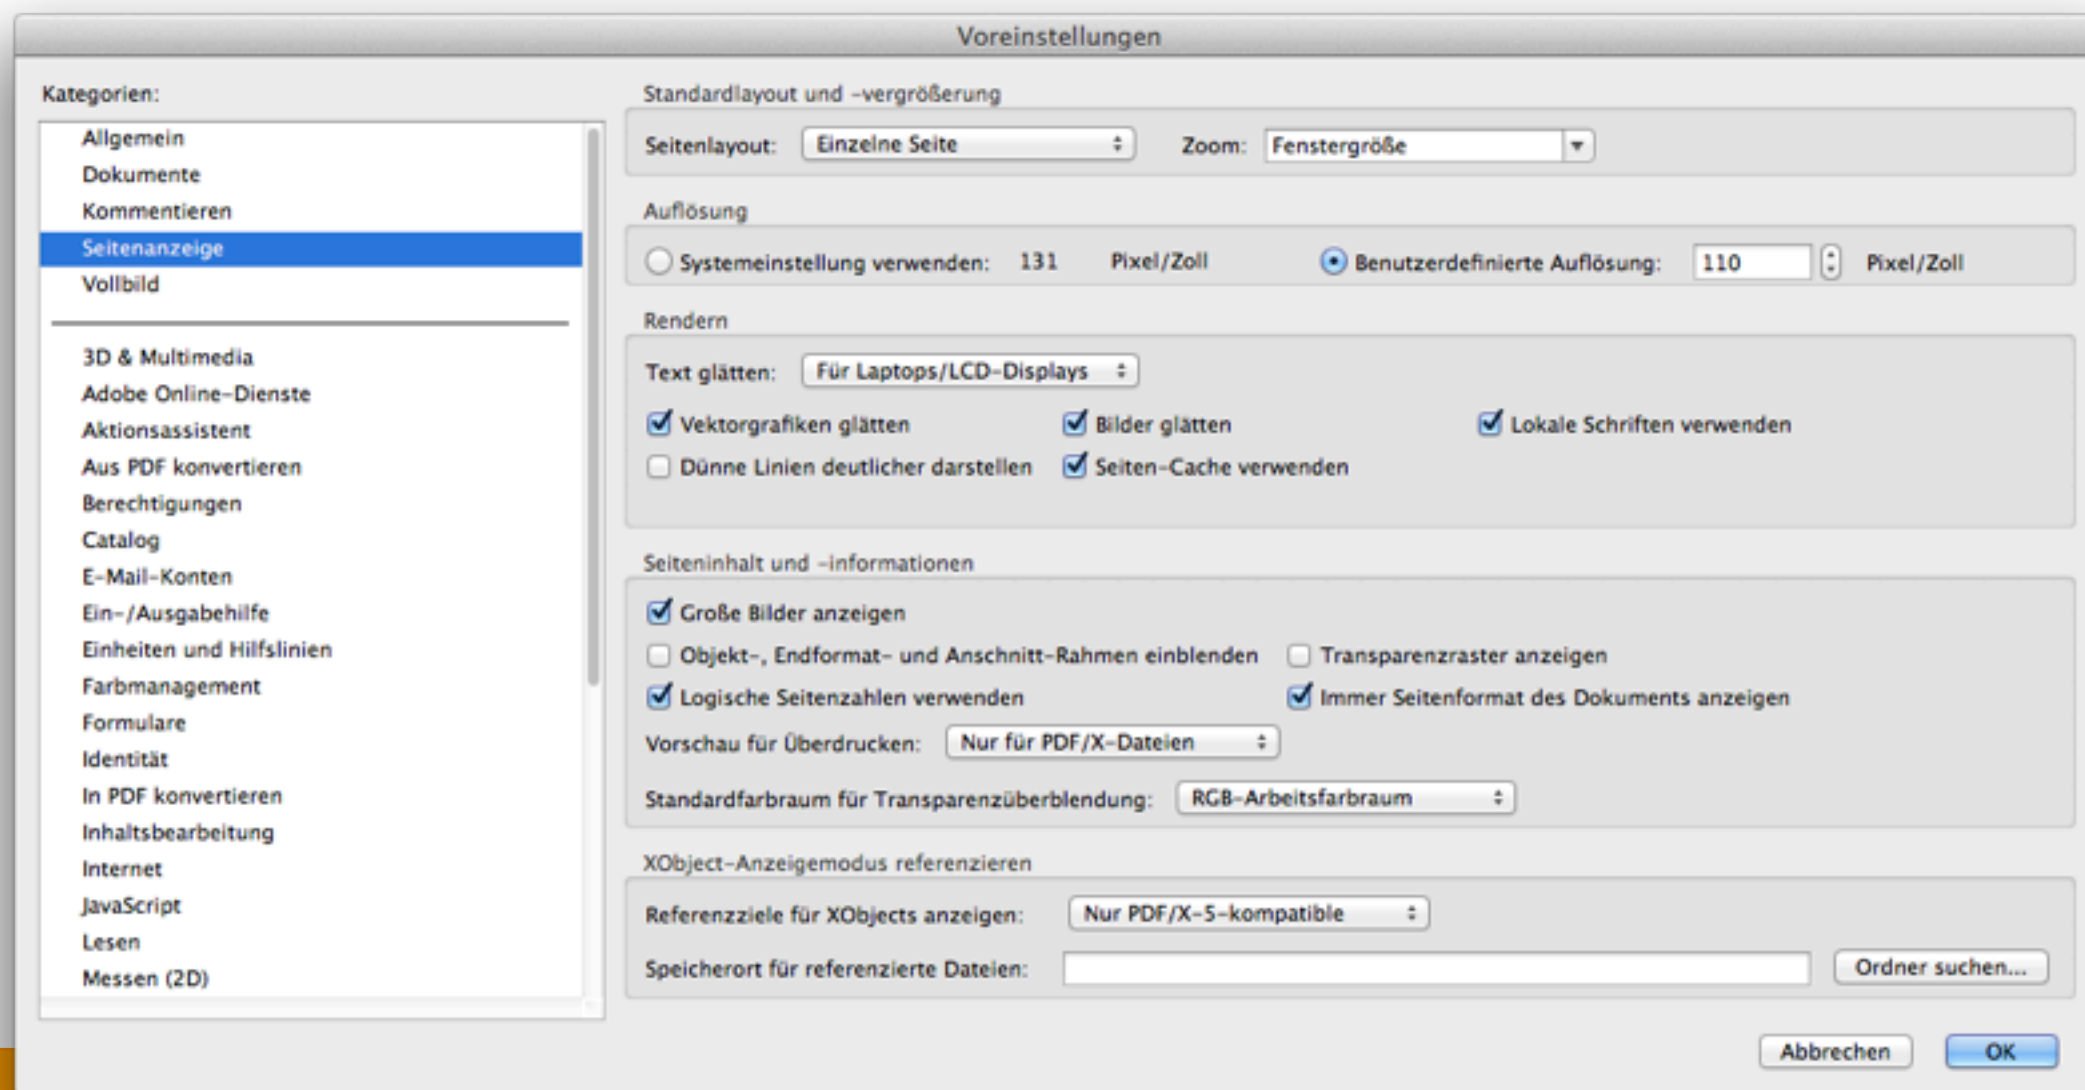 Voreinstellungen
Kategorien:
Allgemein
Dokumente
Kommentieren
Seitenanzeige
Vollbild
3D & Multimedia
Adobe Online-Dienste
Aktionsassistent
Aus PDF konvertieren
Berechtigungen
Catalog
E-Mail-Konten
Ein-/Ausgabehilfe
Einheiten und Hilfslinien
Farbmanagement
Formulare
Identität
In PDF konvertieren
Inhaltsbearbeitung
Internet
JavaScript
Lesen
Messen (2D)
Standardlayout und -vergrößerung
Seitenlayout: Einzelne Seite Zoom: Fenstergröße
Auflösung
Systemeinstellung verwenden: 131 Pixel/Zoll Benutzerdefinierte Auflösung: 110 Pixel/Zoll
Rendern
Text glätten: Für Laptops/LCD-Displays
Vektorgrafiken glätten Bilder glätten Lokale Schriften verwenden
Dünne Linien deutlicher darstellen Seiten-Cache verwenden
Seiteninhalt und -informationen
Große Bilder anzeigen
Objekt-, Endformat- und Anschnitt-Rahmen einblenden Transparenzraster anzeigen
Logische Seitenzahlen verwenden Immer Seitenformat des Dokuments anzeigen
Vorschau für Überdrucken: Nur für PDF/X-Dateien
Standardfarbraum für Transparenzüberblendung: RGB-Arbeitsfarbraum
XObject-Anzeigemodus referenzieren
Referenzziele für XObjects anzeigen: Nur PDF/X-5-kompatible
Speicherort für referenzierte Dateien: Ordner suchen...
Abbrechen OK